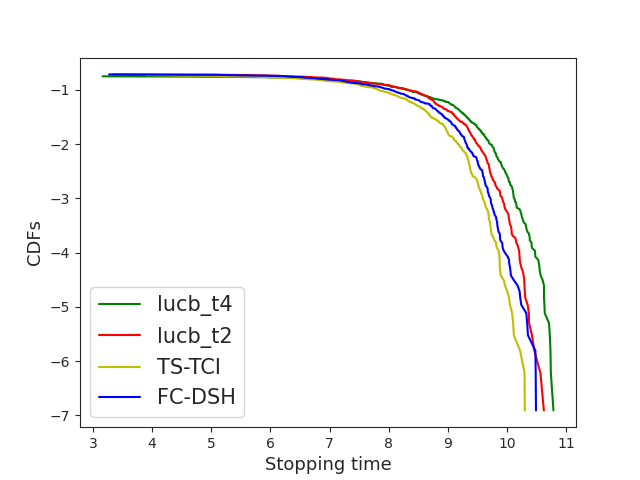 −1
−2
−3
−4
−5
−6
−7
CDFs
lucb_t4
lucb_t2
TS-TCI
FC-DSH
3 4 5 6 7 8 9 10 11
Stopping time